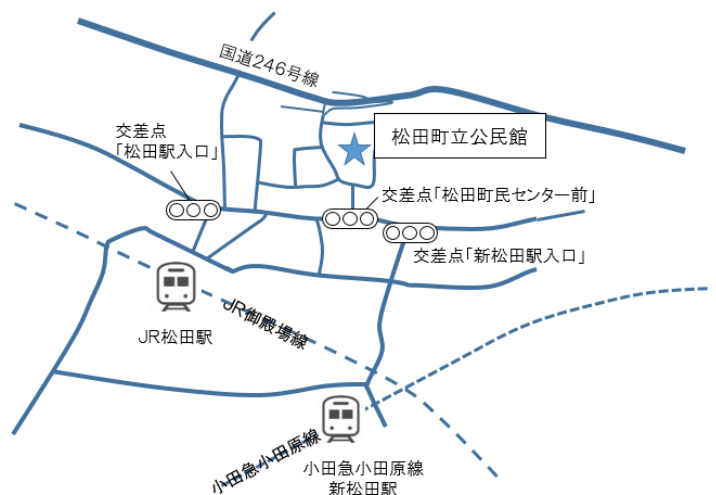 国道246号線
交差点
「松田駅入口」
松田町立公民館
交差点「松田町民センター前」
交差点「新松田駅入口」
JR御殿場線
JR松田駅
小田急小田原線
小田急小田原線
新松田駅